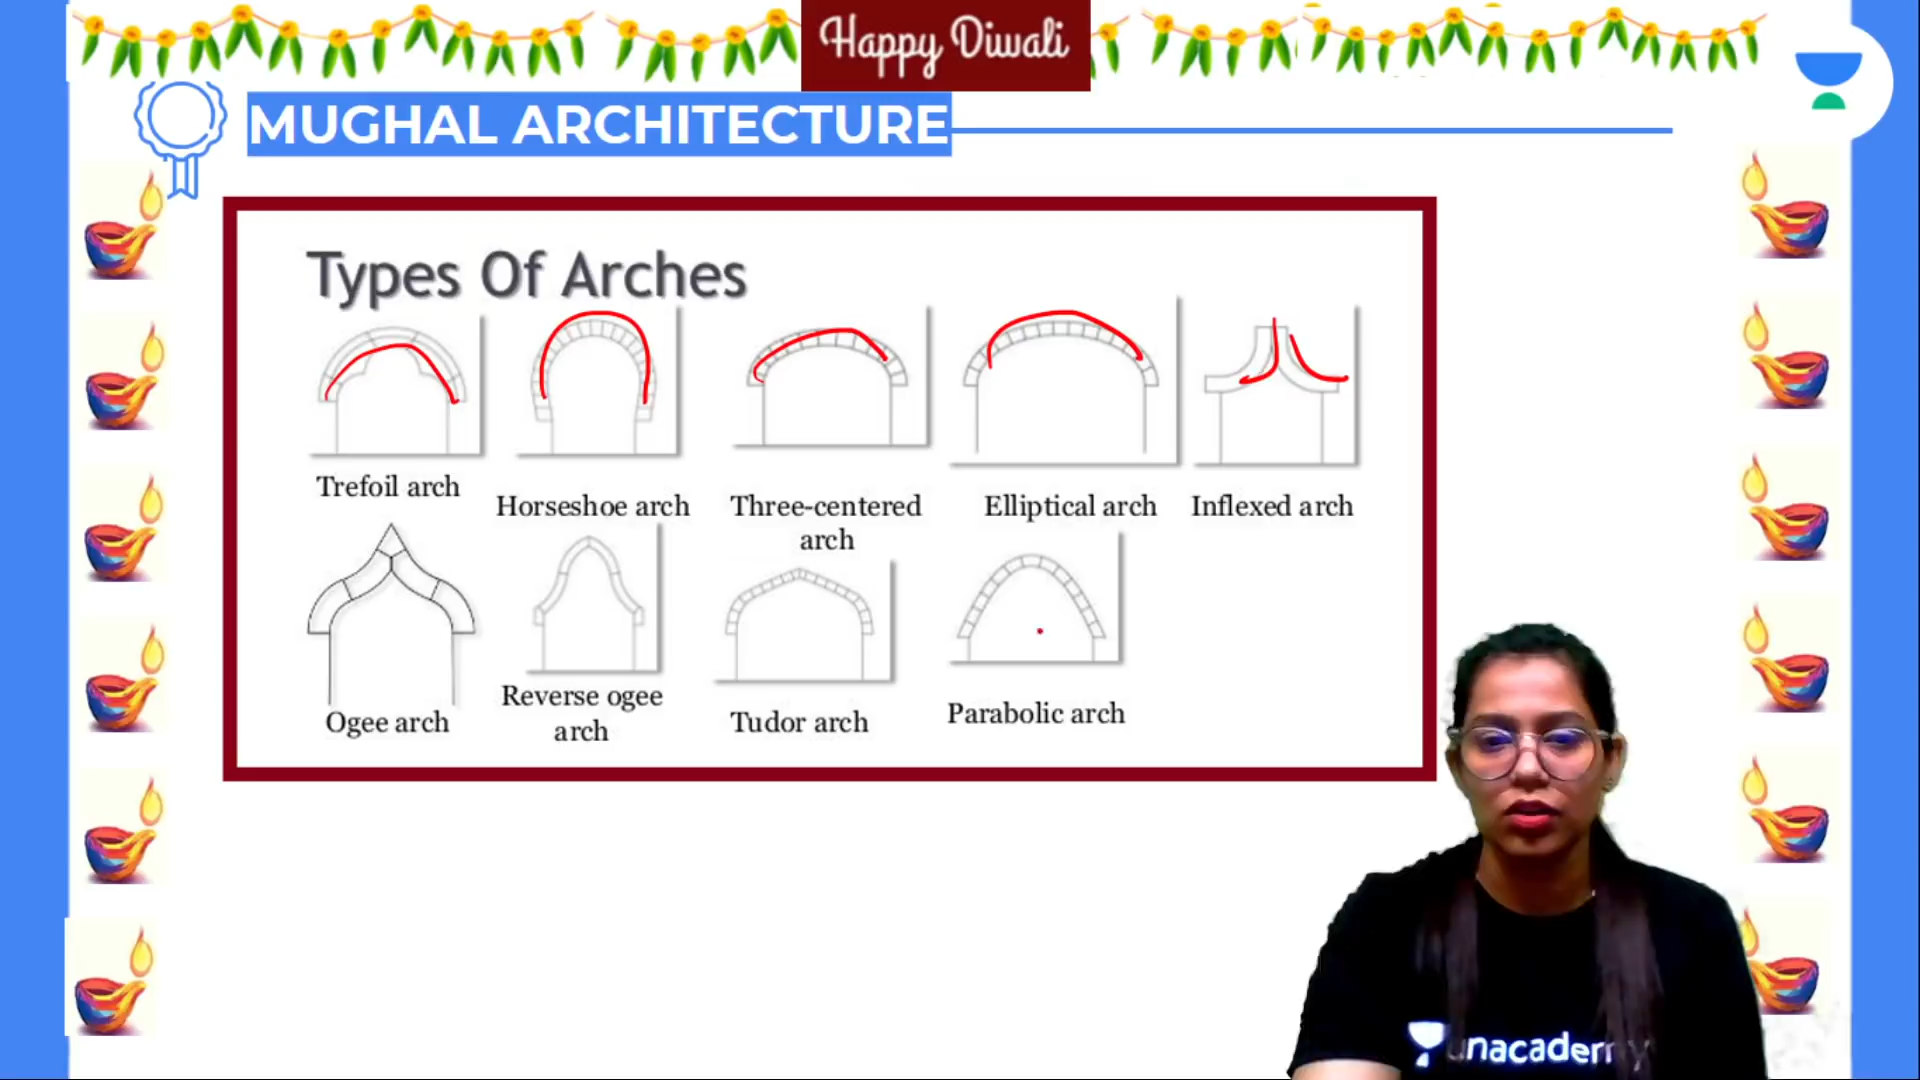 Happy Diwali
MUGHAL ARCHITECTURE
Types Of Arches
Trefoil arch
Horseshoe arch
Three-centered
arch
Elliptical arch
Inflexed arch
Ogee arch
Reverse ogee
arch
Tudor arch
Parabolic arch
unacademy